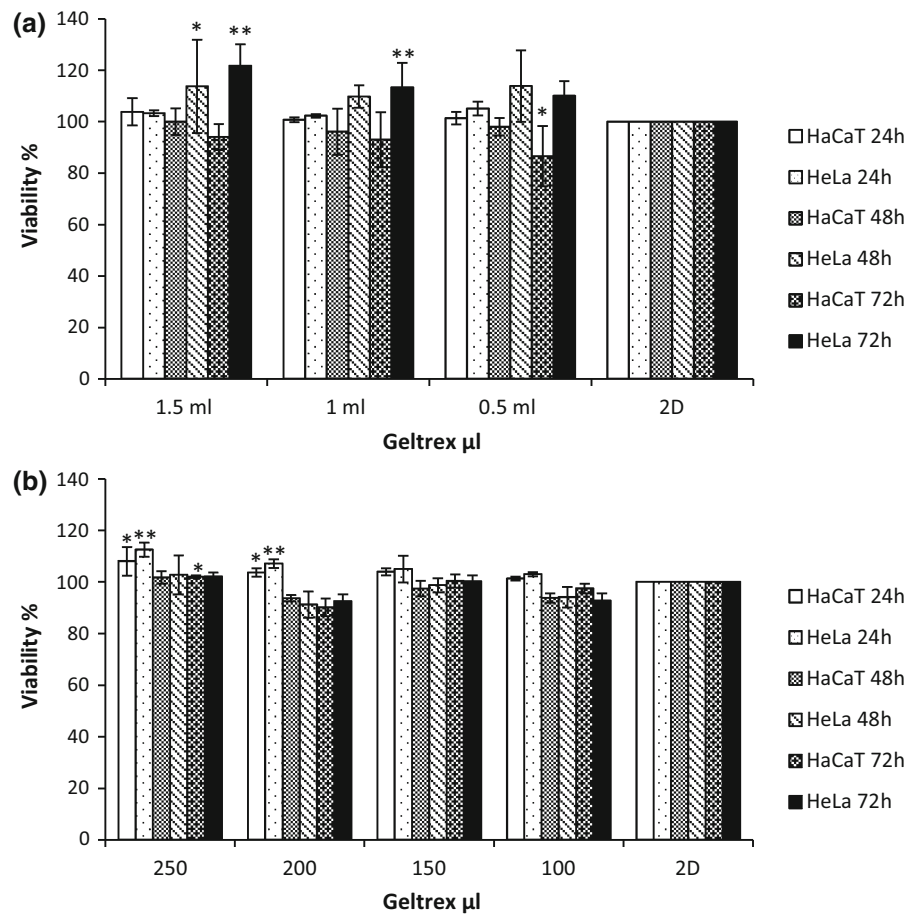 (a)
140
120
100
80
60
40
20
0
Viability %
*
**
**
*
1.5 ml
1 ml
0.5 ml
2D
Geltrex µl
HaCaT 24h
HeLa 24h
HaCaT 48h
HeLa 48h
HaCaT 72h
HeLa 72h
(b)
140
120
100
80
60
40
20
0
Viability %
*
**
*
*
**
250
200
150
100
2D
Geltrex µl
HaCaT 24h
HeLa 24h
HaCaT 48h
HeLa 48h
HaCaT 72h
HeLa 72h